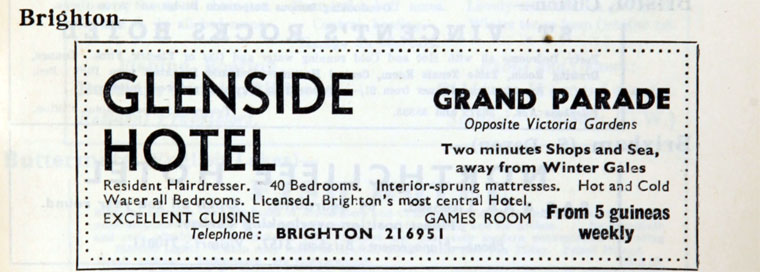 Brighton—
GLENSIDE
HOTEL
GRAND PARADE
Opposite Victoria Gardens
Two minutes Shops and Sea,
away from Winter Gales
Resident Hairdresser. 40 Bedrooms. Interior-sprung mattresses. Hot and Cold
Water all Bedrooms. Licensed. Brighton's most central Hotel.
EXCELLENT CUISINE GAMES ROOM
From 5 guineas
weekly
Telephone: BRIGHTON 216951